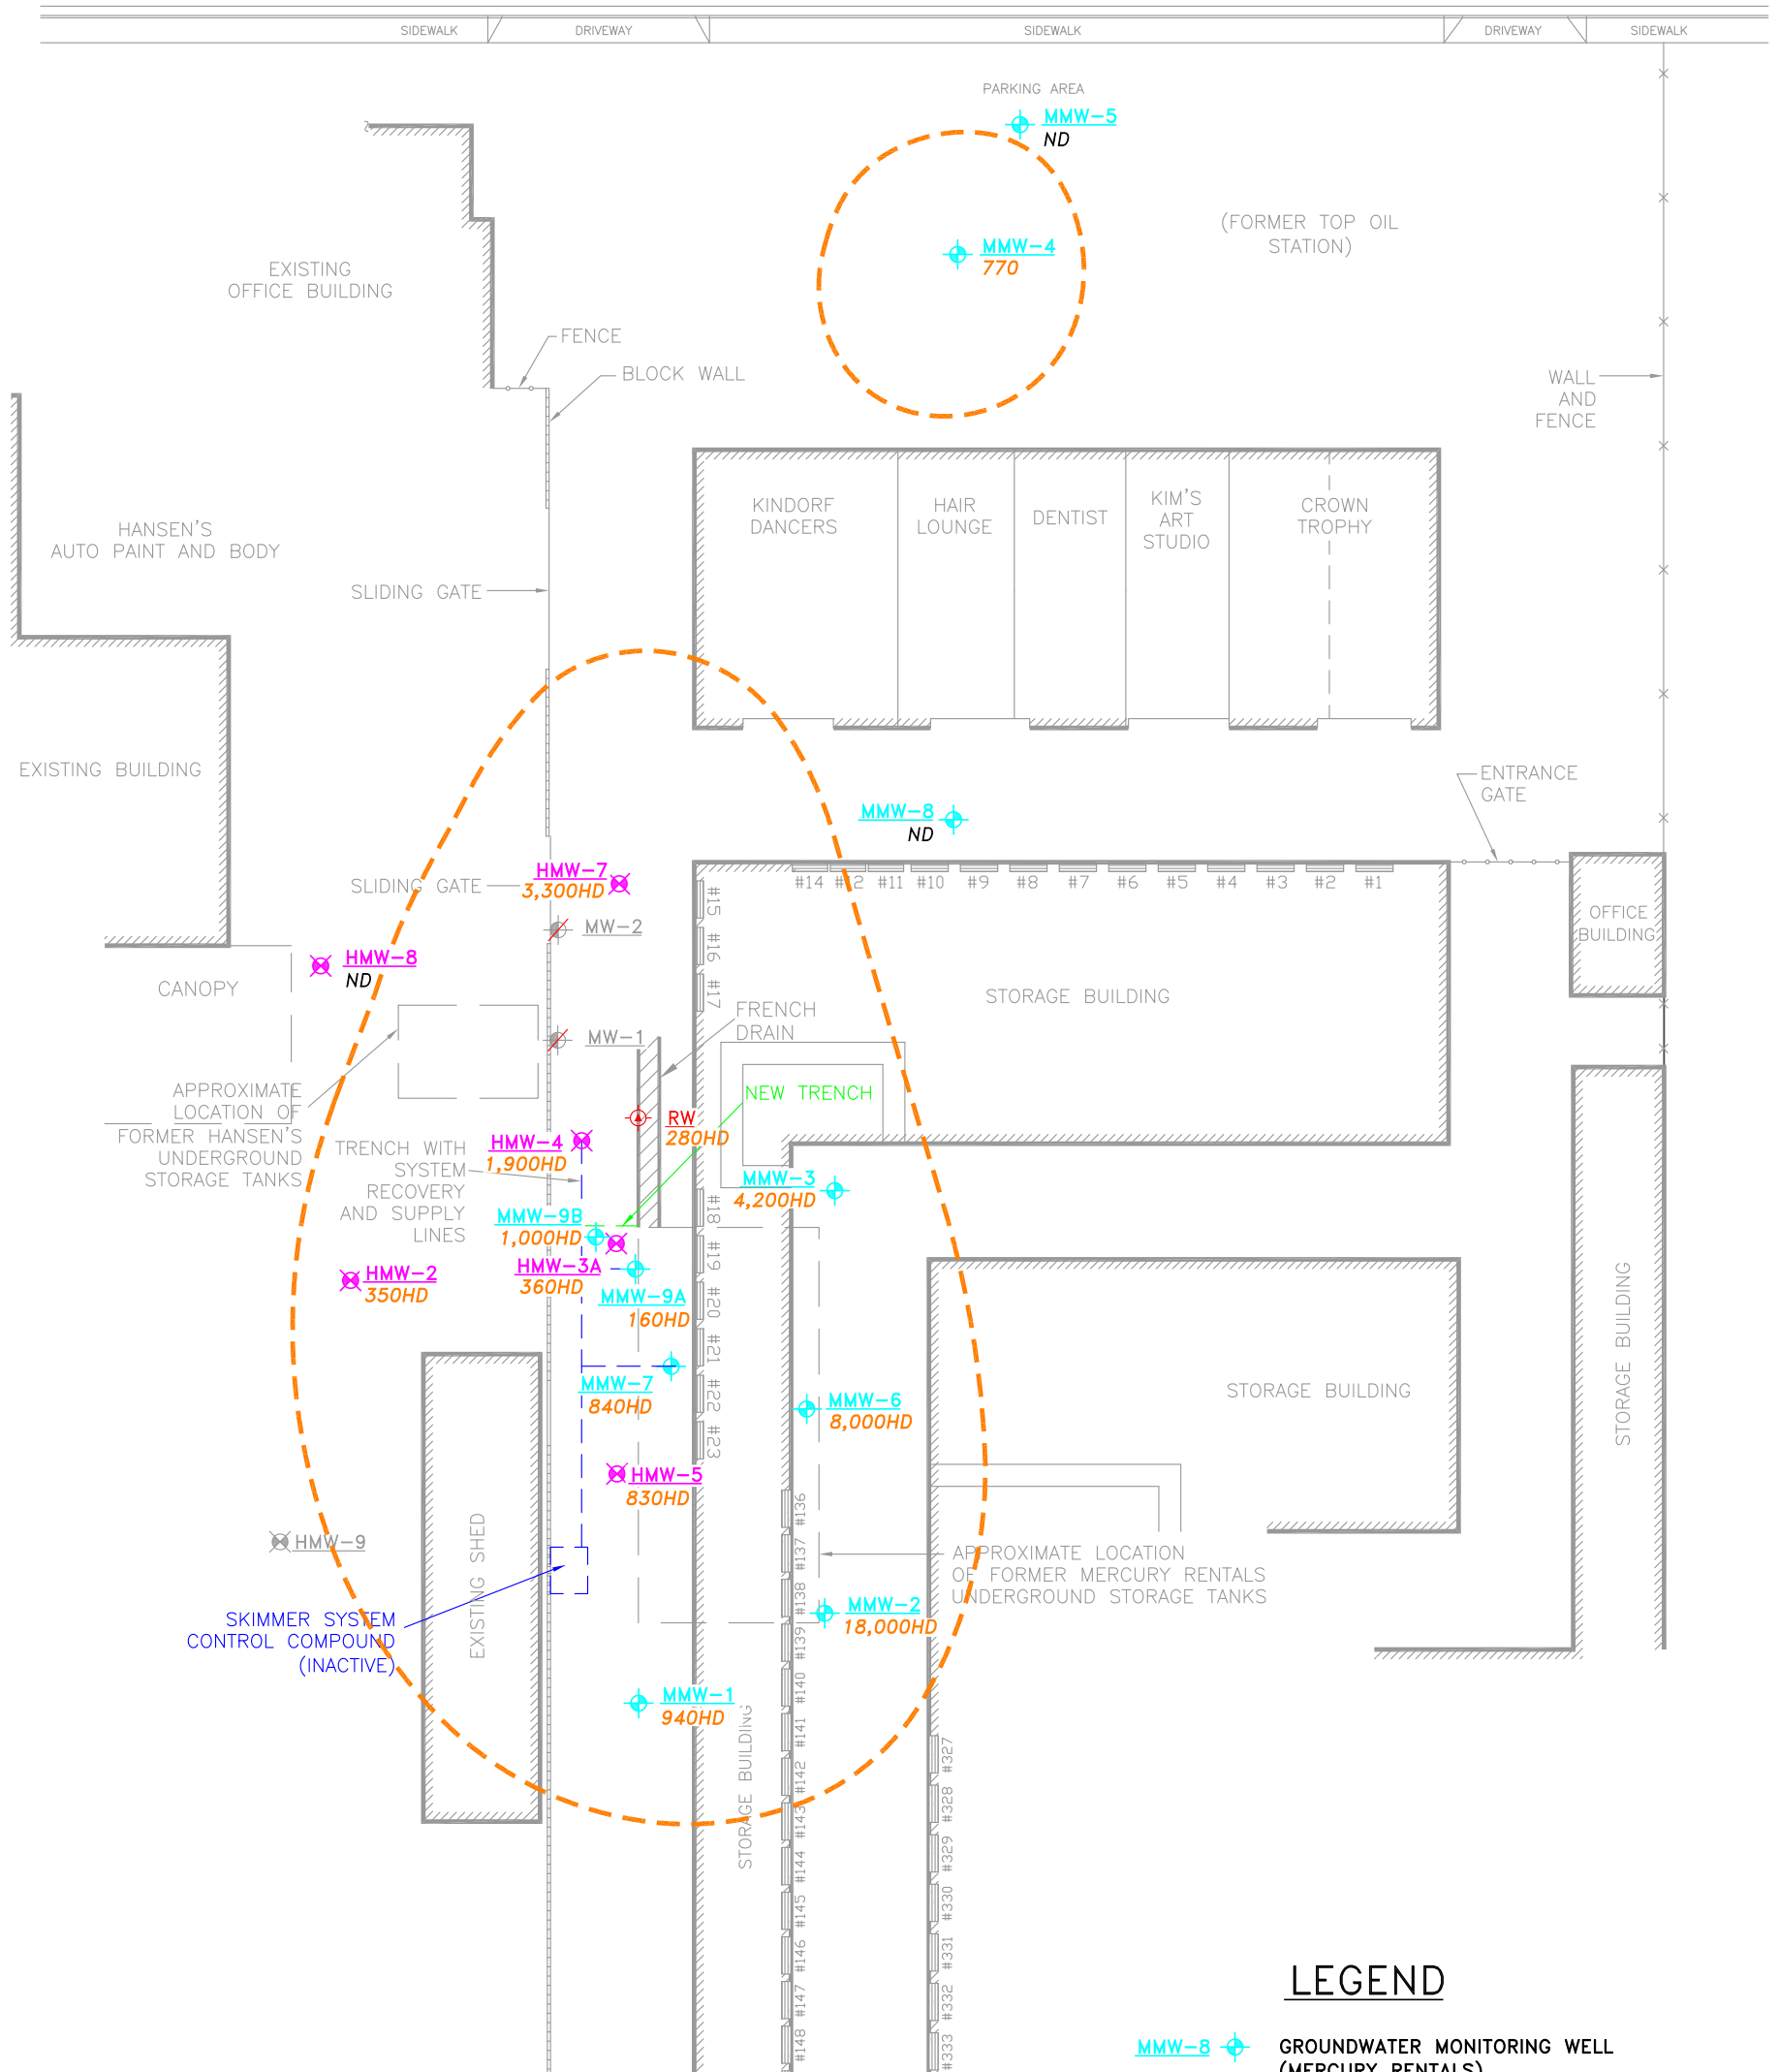 SIDEWALK
DRIVEWAY
SIDEWALK
DRIVEWAY
SIDEWALK
PARKING AREA
MMW-5
ND
(FORMER TOP OIL
STATION)
MMW-4
770
EXISTING
OFFICE BUILDING
FENCE
BLOCK WALL
WALL
AND
FENCE
HANSEN'S
AUTO PAINT AND BODY
KINDORF
DANCERS
HAIR
LOUNGE
DENTIST
KIM'S
ART
STUDIO
CROWN
TROPHY
SLIDING GATE
EXISTING BUILDING
ENTRANCE
GATE
MMW-8
ND
HMW-7
3,300HD
SLIDING GATE
#14
#12
#11
#10
#9
#8
#7
#6
#5
#4
#3
#2
#1
#15
#16
#17
MW-2
OFFICE
BUILDING
HMW-8
ND
CANOPY
STORAGE BUILDING
FRENCH
DRAIN
MW-1
APPROXIMATE
LOCATION OF
FORMER HANSEN'S
UNDERGROUND
STORAGE TANKS
NEW TRENCH
RW
280HD
HMW-4
1,900HD
TRENCH WITH
SYSTEM
RECOVERY
AND SUPPLY
LINES
MMW-3
4,200HD
MMW-9B
1,000HD
HMW-3A
360HD
HMW-2
350HD
MMW-9A
160HD
#18
#19
#20
#21
#22
#23
STORAGE BUILDING
MMW-7
840HD
MMW-6
8,000HD
STORAGE BUILDING
HMW-5
830HD
HMW-9
EXISTING SHED
#136
#137
#138
#139
#140
#141
#142
#143
#144
#145
#146
#147
#148
APPROXIMATE LOCATION
OF FORMER MERCURY RENTALS
UNDERGROUND STORAGE TANKS
MMW-2
18,000HD
SKIMMER SYSTEM
CONTROL COMPOUND
(INACTIVE)
MMW-1
940HD
STORAGE BUILDING
#327
#328
#329
#330
#331
#332
#333
LEGEND
MMW-8
GROUNDWATER MONITORING WELL
(MERCURY RENTALS)